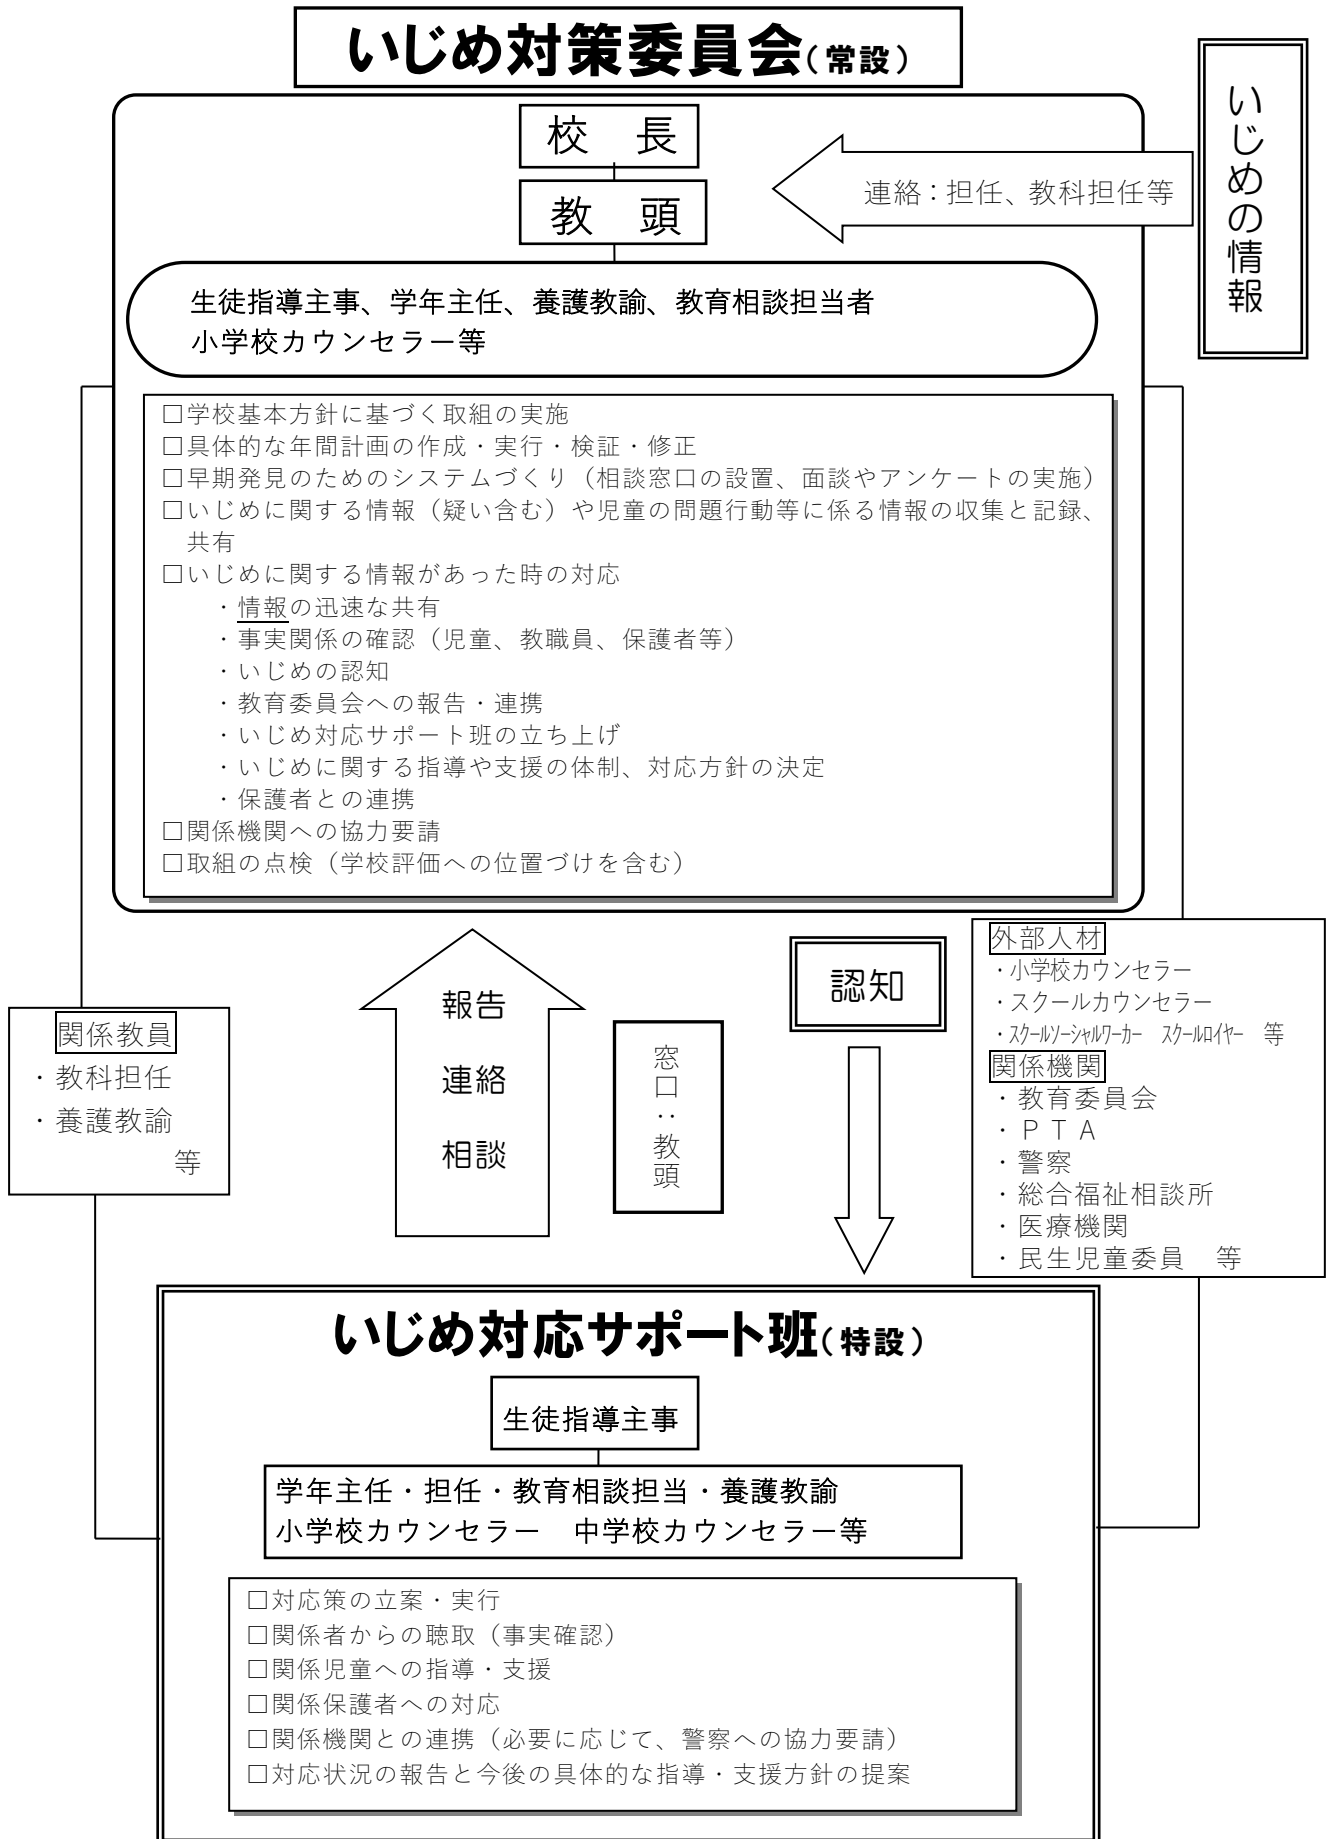 いじめ対策委員会（常設）
校　長
教　頭
連絡：担任、教科担任等
いじめの情報
生徒指導主事、学年主任、養護教諭、教育相談担当者
小学校カウンセラー等
□学校基本方針に基づく取組の実施
□具体的な年間計画の作成・実行・検証・修正
□早期発見のためのシステムづくり（相談窓口の設置、面談やアンケートの実施）
□いじめに関する情報（疑い含む）や児童の問題行動等に係る情報の収集と記録、
共有
□いじめに関する情報があった時の対応
・情報の迅速な共有
・事実関係の確認（児童、教職員、保護者等）
・いじめの認知
・教育委員会への報告・連携
・いじめ対応サポート班の立ち上げ
・いじめに関する指導や支援の体制、対応方針の決定
・保護者との連携
□関係機関への協力要請
□取組の点検（学校評価への位置づけを含む）
関係教員
・教科担任
・養護教諭
等
報告
連絡
相談
窓口：教頭
認知
外部人材
・小学校カウンセラー
・スクールカウンセラー
・スクールソーシャルワーカー　スクールロイヤー　等
関係機関
・教育委員会
・ＰＴＡ
・警察
・総合福祉相談所
・医療機関
・民生児童委員　等
いじめ対応サポート班（特設）
生徒指導主事
学年主任・担任・教育相談担当・養護教諭
小学校カウンセラー　中学校カウンセラー等
□対応策の立案・実行
□関係者からの聴取（事実確認）
□関係児童への指導・支援
□関係保護者への対応
□関係機関との連携（必要に応じて、警察への協力要請）
□対応状況の報告と今後の具体的な指導・支援方針の提案